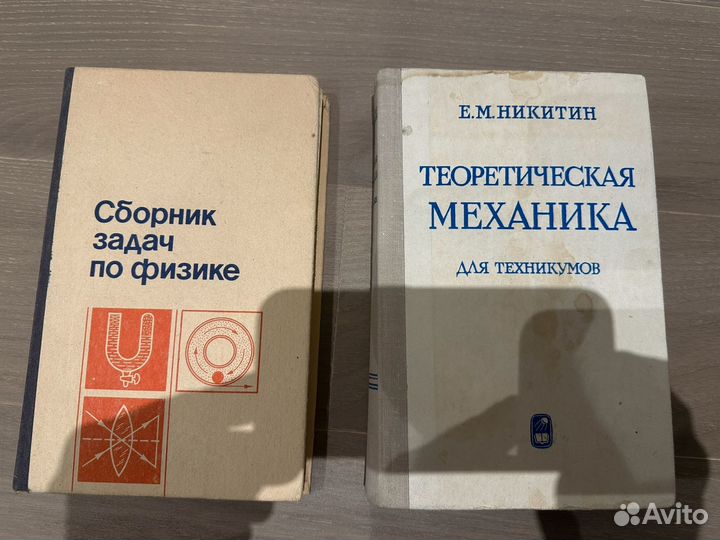 Сборник
задач
по физике
Е.М.НИКИТИН
ТЕОРЕТИЧЕСКАЯ
МЕХАНИКА
ДЛЯ ТЕХНИКУМОВ
Avito